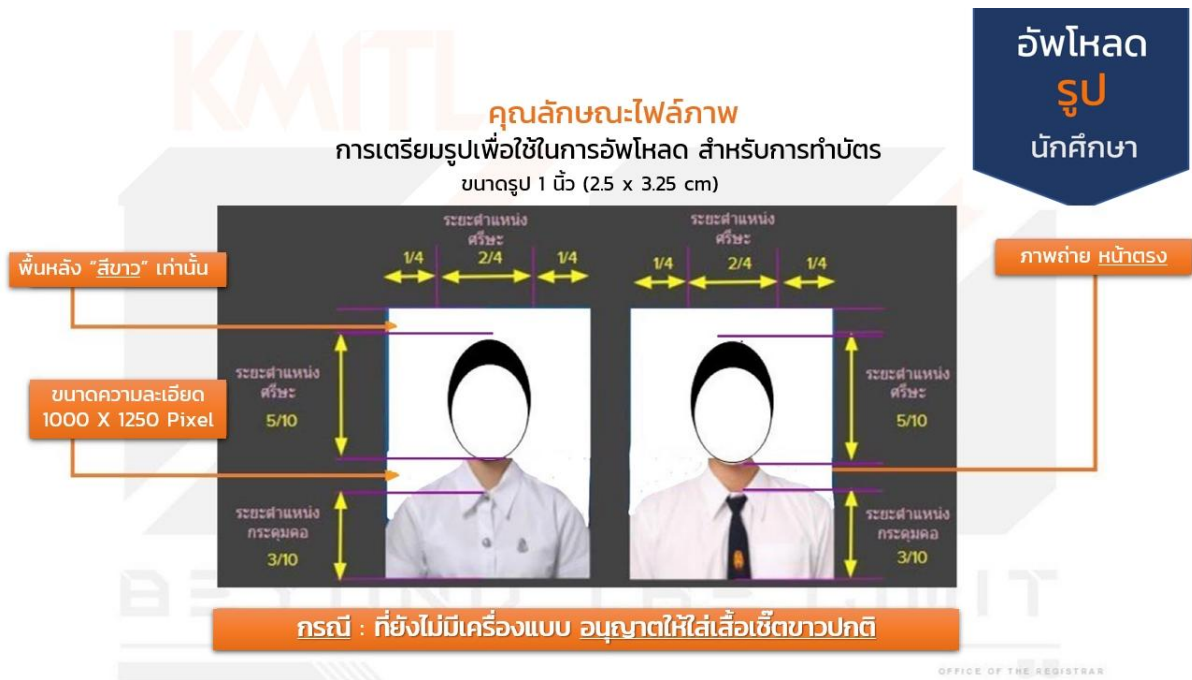 KMITL
อัพโหลด
รูป
นักศึกษา
คุณลักษณะไฟล์ภาพ
การเตรียมรูปเพื่อใช้ในการอัพโหลด สำหรับการทำบัตร
ขนาดรูป 1 นิ้ว (2.5 x 3.25 cm)
ระยะตำแหน่ง
ศรีษะ
1/4 2/4 1/4
ระยะตำแหน่ง
ศรีษะ
1/4 2/4 1/4
พื้นหลัง “สีขาว” เท่านั้น
ภาพถ่าย หน้าตรง
ระยะตำแหน่ง
ศรีษะ
5/10
ระยะตำแหน่ง
ศรีษะ
5/10
ขนาดความละเอียด
1000 X 1250 Pixel
ระยะตำแหน่ง
กระดุมคอ
3/10
ระยะตำแหน่ง
กระดุมคอ
3/10
BEYOND THE LIMIT
กรณี : ที่ยังไม่มีเครื่องแบบ อนุญาตให้ใส่เสื้อเชิ๊ตขาวปกติ
OFFICE OF THE REGISTRAR